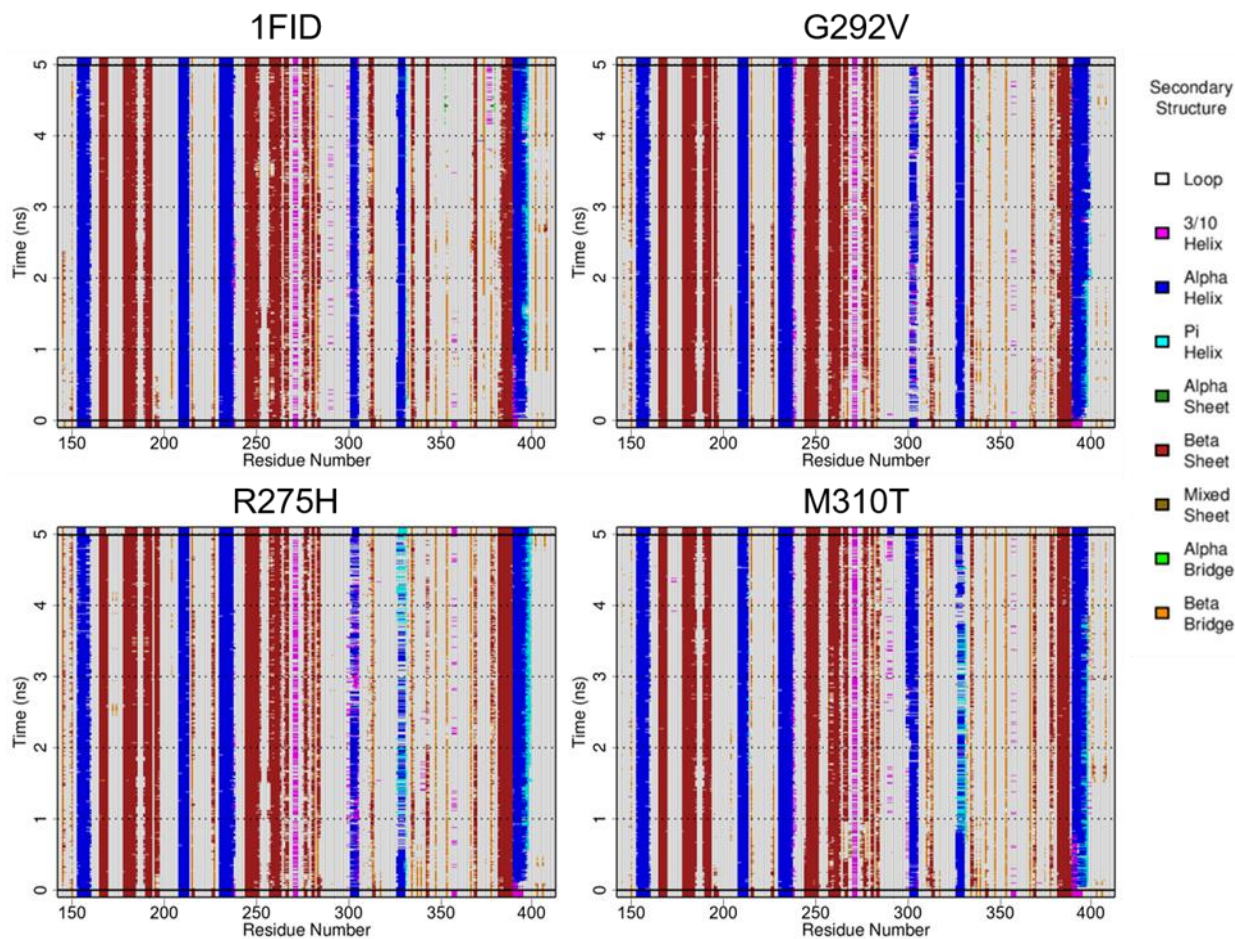 1FID
G292V
5
4
3
2
1
0
Time (ns)
150
200
250
300
350
400
Residue Number
5
4
3
2
1
0
Time (ns)
150
200
250
300
350
400
Residue Number
Secondary
Structure
Loop
3/10
Helix
Alpha
Helix
Pi
Helix
Alpha
Sheet
Beta
Sheet
Mixed
Sheet
Alpha
Bridge
Beta
Bridge
R275H
M310T
5
4
3
2
1
0
Time (ns)
150
200
250
300
350
400
Residue Number
5
4
3
2
1
0
Time (ns)
150
200
250
300
350
400
Residue Number